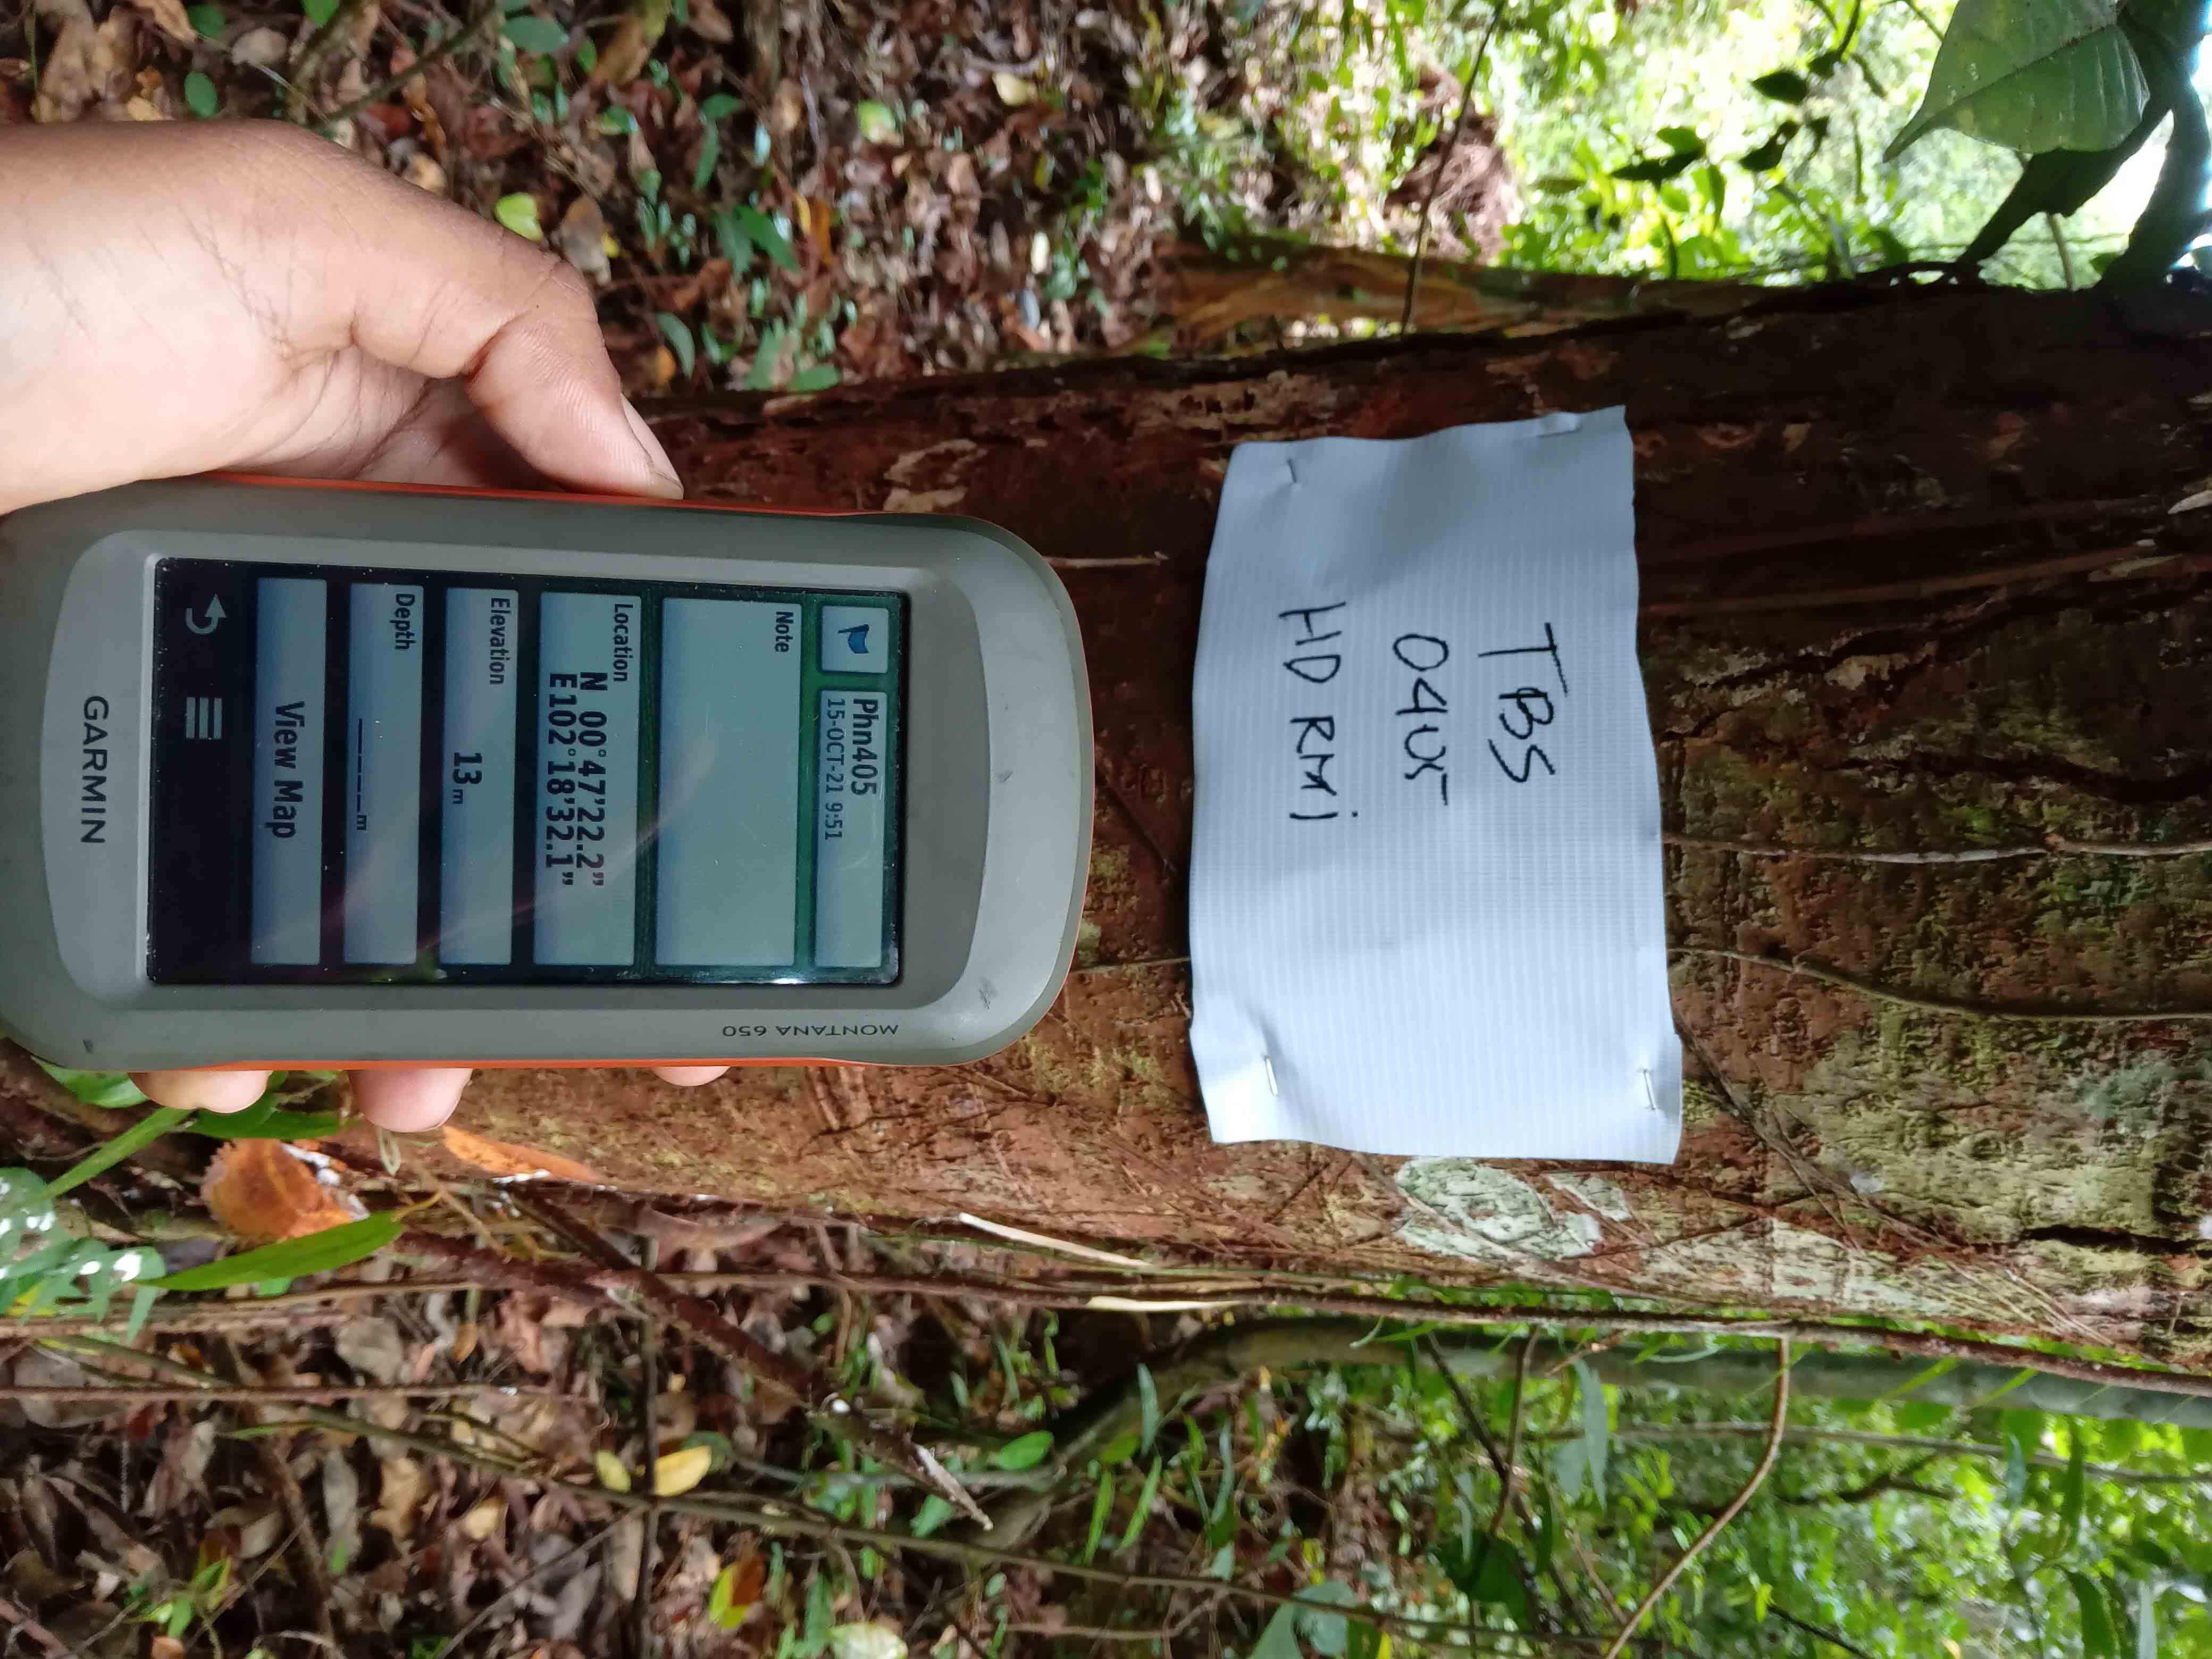 TBS
0405
HD RMi
MONTANA 650
Phn405
15-OCT-21 9:51
Note
Location
N 00°47'22.2"
E102°18'32.1"
Elevation
13m
Depth
_____m
View Map
GARMIN